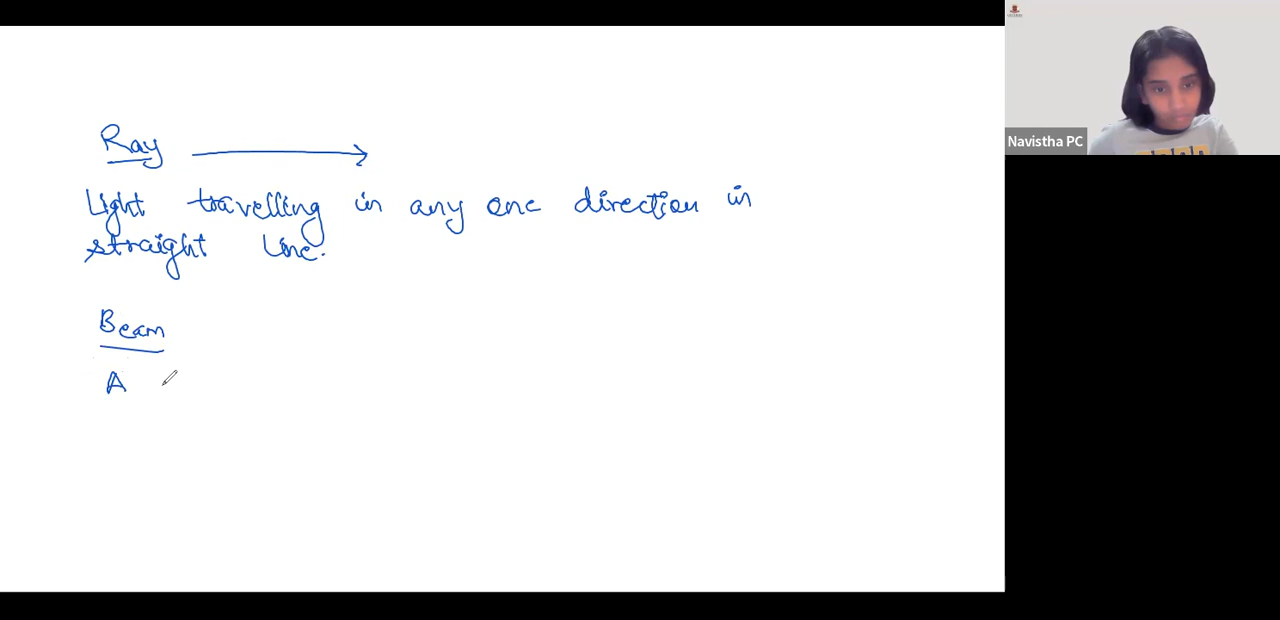 Ray
Light travelling in any one direction in
straight line.
Beam
A
Navistha PC